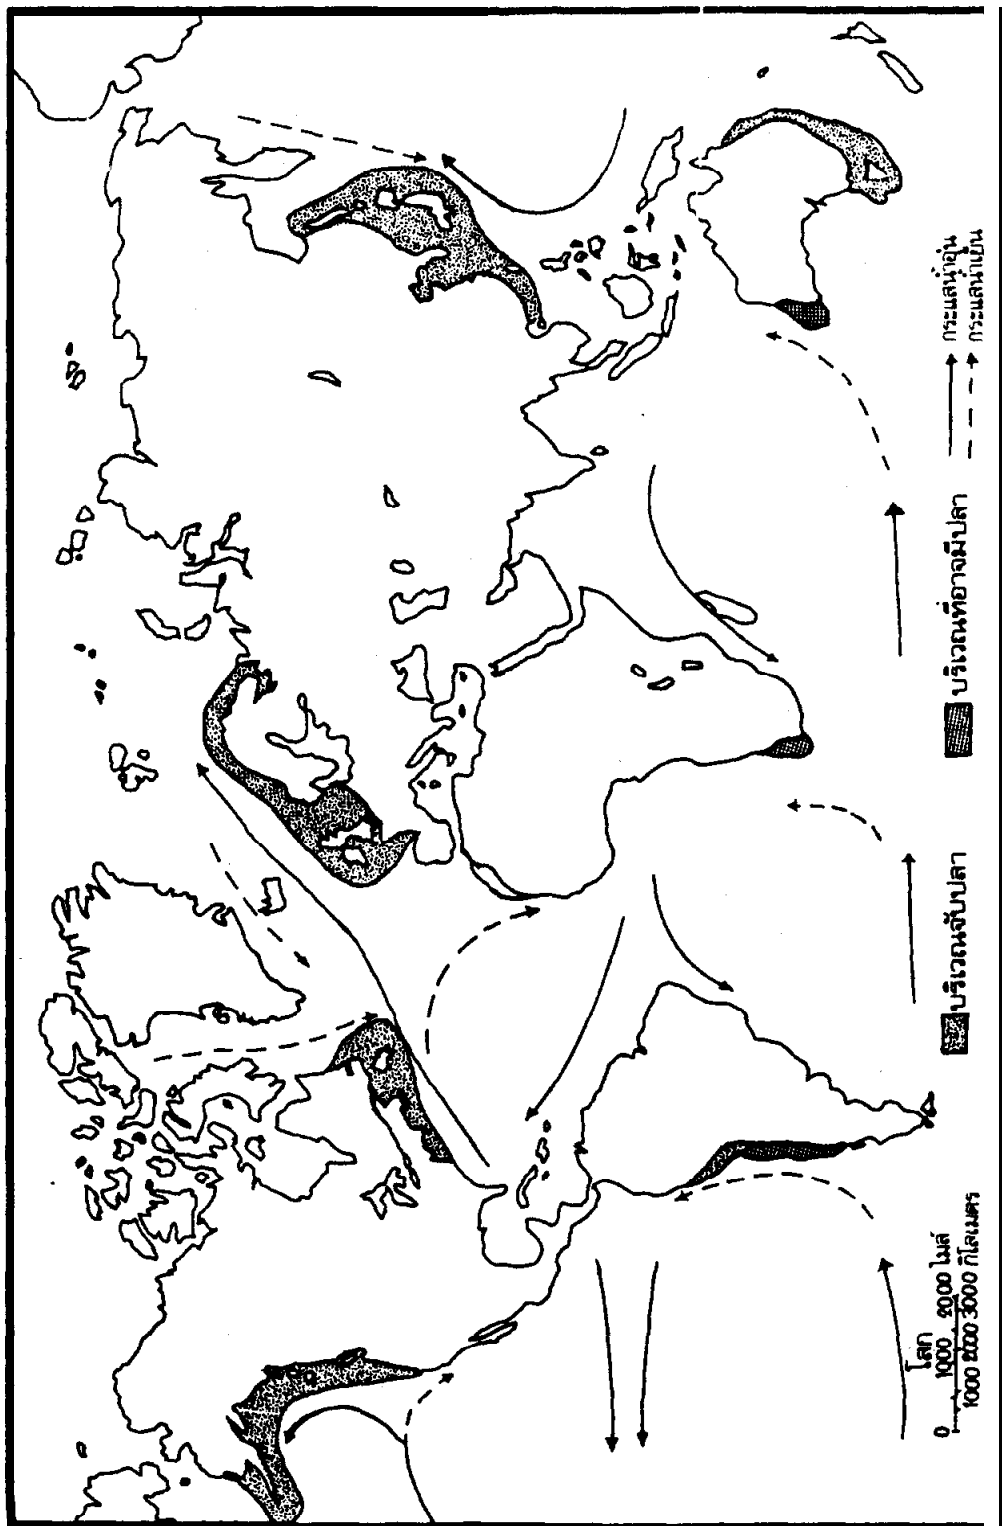 โลก
0 1000 2000 ไมล์
1000 2000 3000 กิโลเมตร
บริเวณจับปลา
บริเวณที่อาจมีปลา
กระแสน้ำอุ่น
กระแสน้ำเย็น